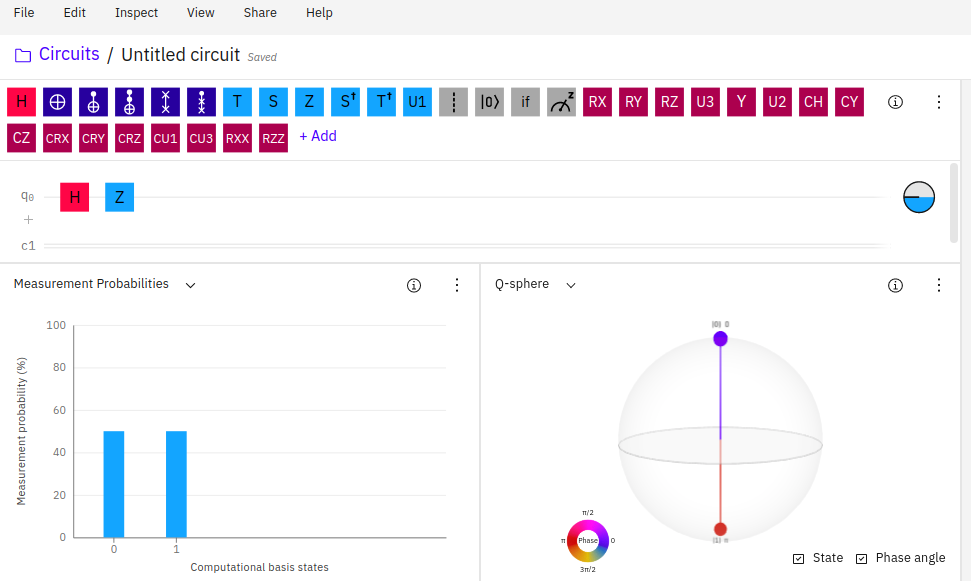 File Edit Inspect View Share Help
Circuits / Untitled circuit Saved
H T S Z S† T† U1 |0⟩ if z RX RY RZ U3 Y U2 CH CY
CZ CRX CRY CRZ CU1 CU3 RXX RZZ + Add
q0 H Z
+
c1
Measurement Probabilities
Measurement probability (%)
100
80
60
40
20
0
0 1
Computational basis states
Q-sphere
|0⟩ 0
|1⟩ π
π/2
π Phase 0
3π/2
State Phase angle